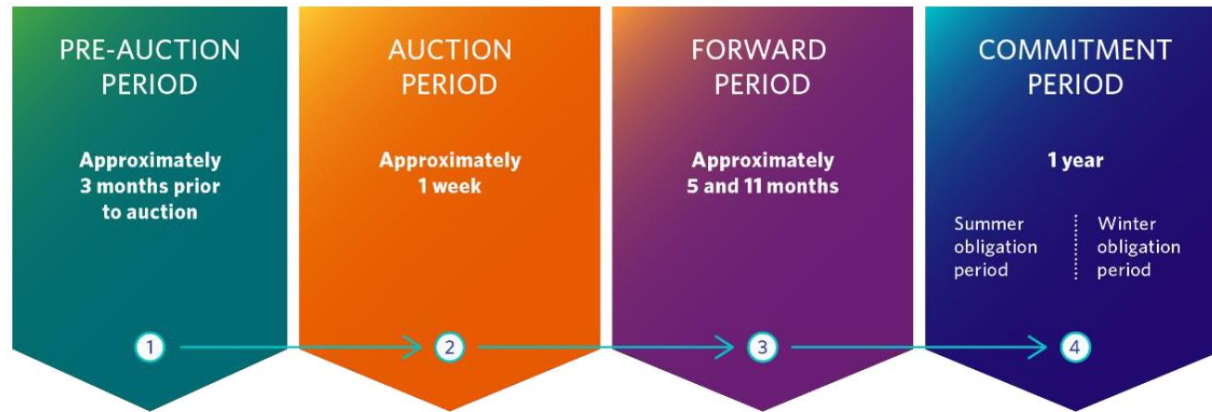 PRE-AUCTION
PERIOD
Approximately
3 months prior
to auction
AUCTION
PERIOD
Approximately
1 week
FORWARD
PERIOD
Approximately
5 and 11 months
COMMITMENT
PERIOD
1 year
Summer
obligation
period
Winter
obligation
period
1
2
3
4